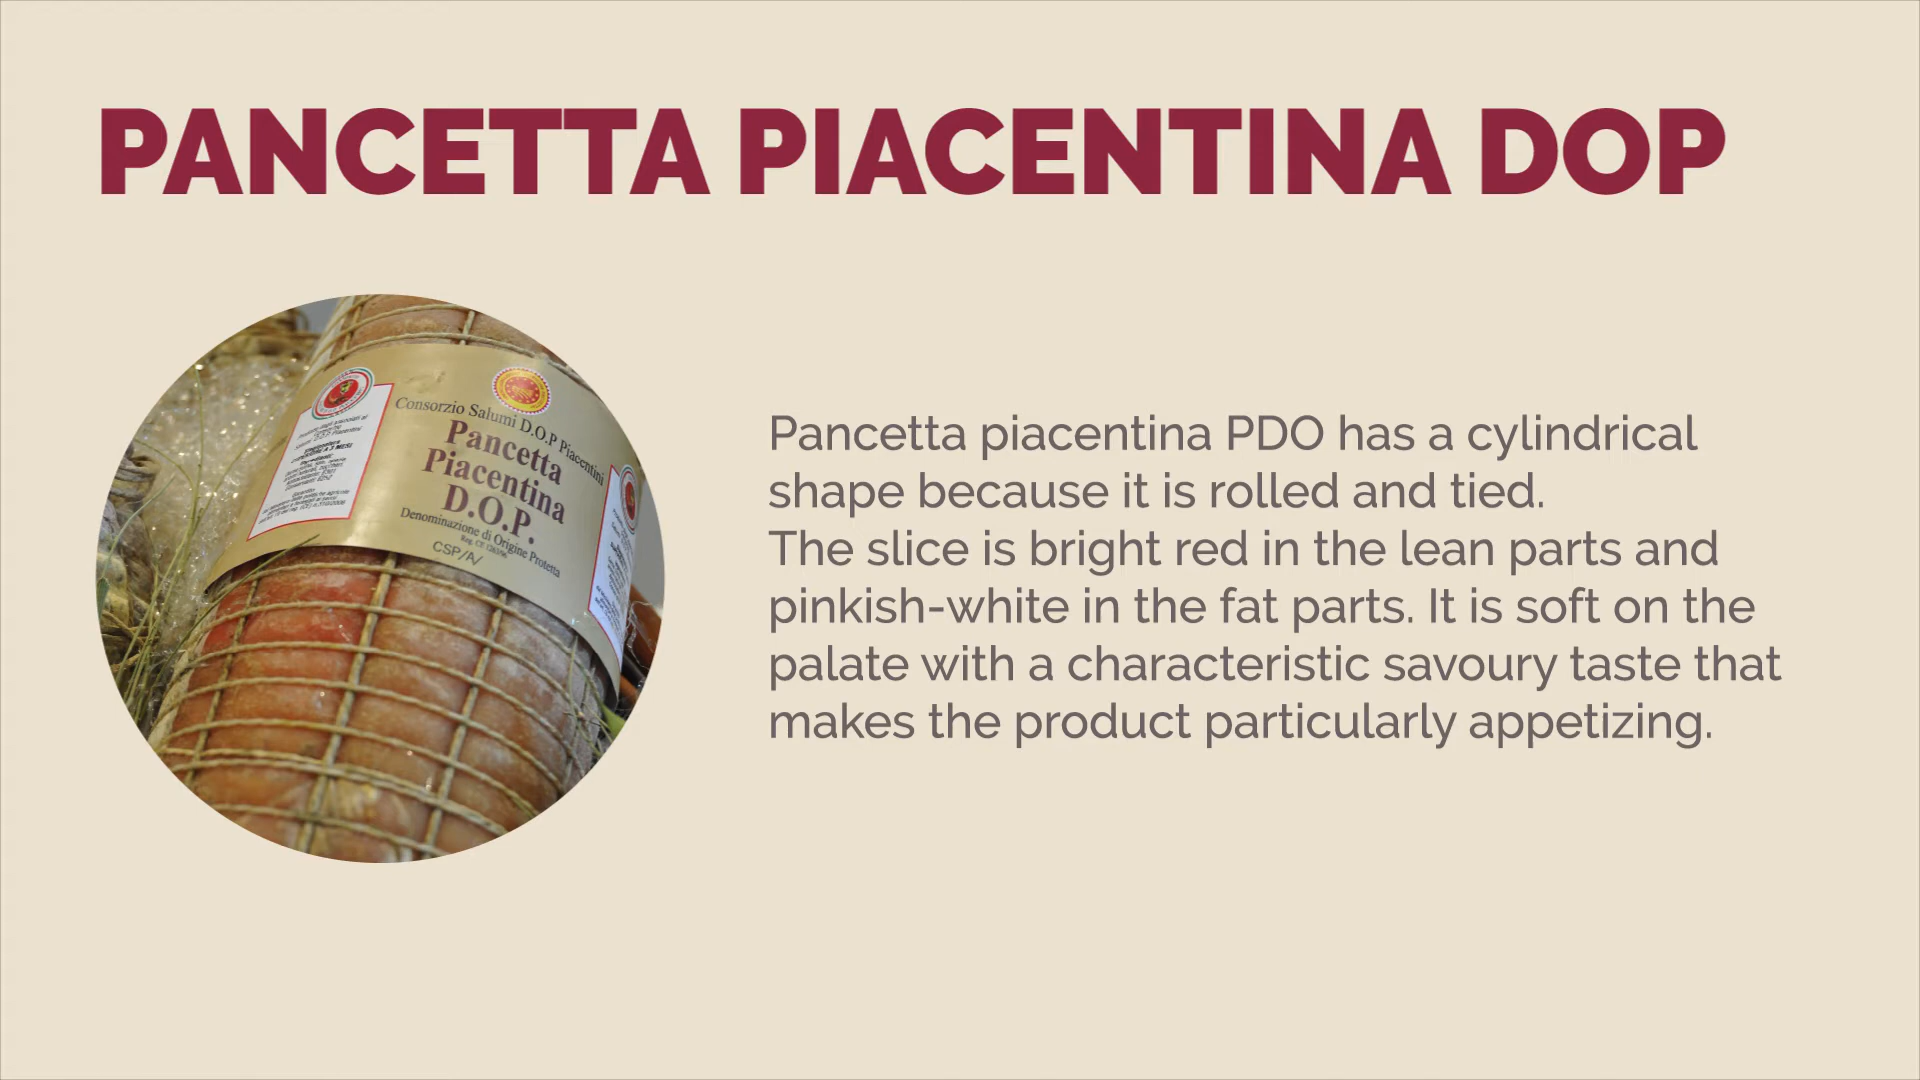 PANCETTA PIACENTINA DOP
Consorzio Salumi D.O.P Piacentini
Pancetta
Piacentina
D.O.P.
Denominazione di Origine Protetta
CSP/A/
Pancetta piacentina PDO has a cylindrical
shape because it is rolled and tied.
The slice is bright red in the lean parts and
pinkish-white in the fat parts. It is soft on the
palate with a characteristic savoury taste that
makes the product particularly appetizing.